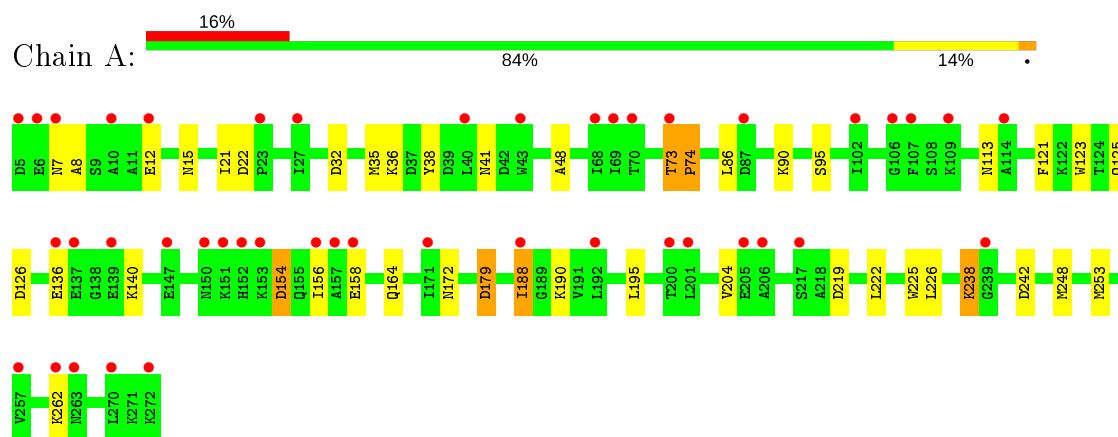 16%
Chain A:
84% 14% •
D5 E6 N7 A8 S9 A10 A11 E12 N15 I21 D22 P23 I27 D32 M35 K36 D37 Y38 D39 L40 N41 D42 W43 A48 I68 I69 T70 T73 P74 L86 D87 K90 S95 I102 G106 F107 S108 K109 N113 A114 F121 K122 W123 T124 Q125
D126 E136 E137 G138 E139 K140 E147 N150 K151 H152 K153 D154 Q155 I156 A157 E158 Q164 I171 N172 D179 I188 G189 K190 V191 L192 L195 T200 L201 V204 E205 A206 S217 A218 D219 L222 W225 L226 K238 G239 D242 M248 M253
V257 K262 N263 L270 K271 K272